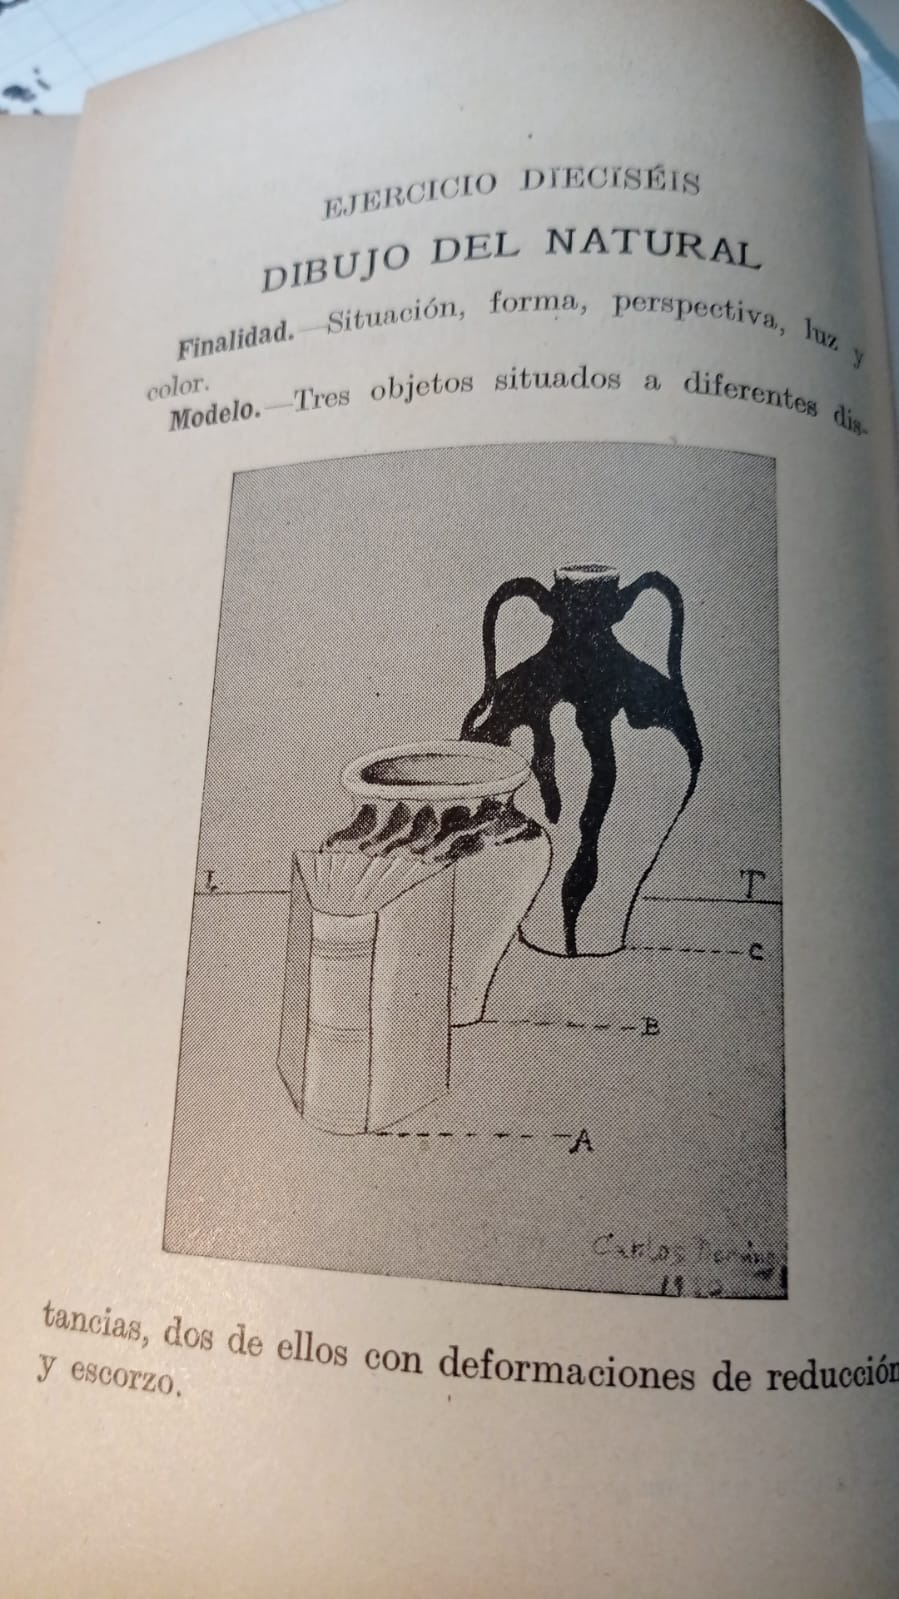 EJERCICIO DIECISÉIS
DIBUJO DEL NATURAL
Finalidad.—Situación, forma, perspectiva, luz y
color.
Modelo.—Tres objetos situados a diferentes dis-
L
T
C
B
A
Carlos
tancias, dos de ellos con deformaciones de reducción
y escorzo.